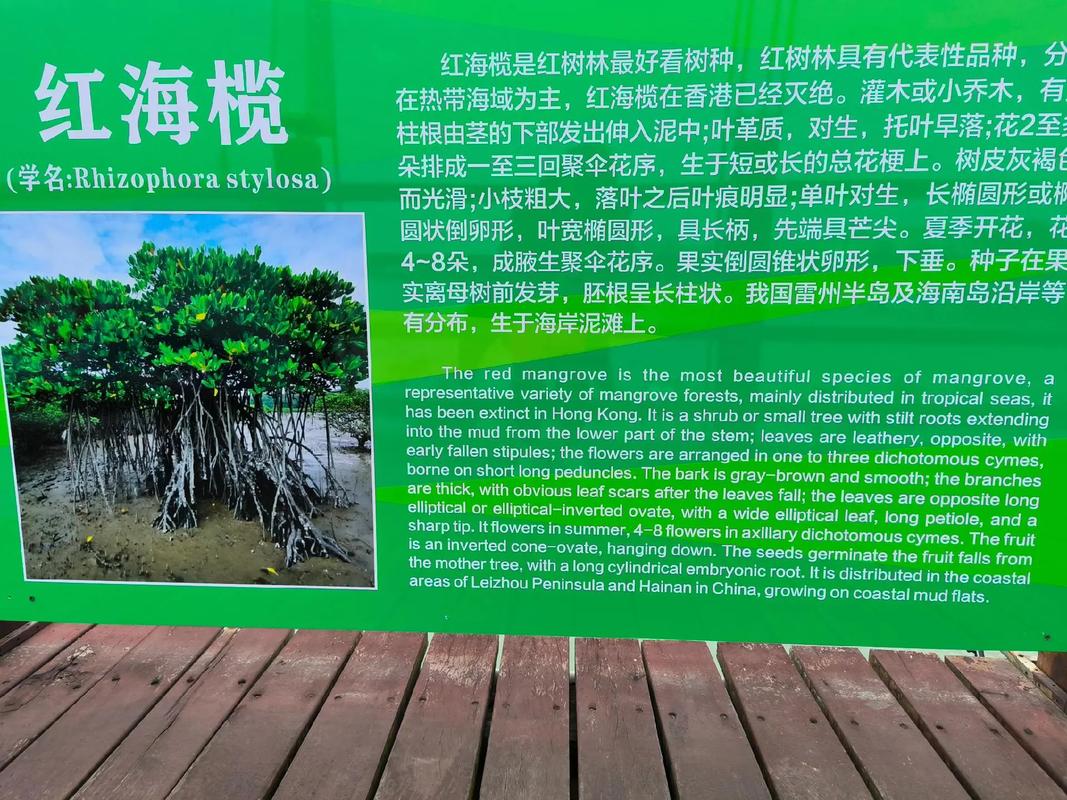 红海榄
(学名:Rhizophora stylosa)
红海榄是红树林最好看树种，红树林具有代表性品种，分
在热带海域为主，红海榄在香港已经灭绝。灌木或小乔木，有
柱根由茎的下部发出伸入泥中;叶革质，对生，托叶早落;花2至
朵排成一至三回聚伞花序，生于短或长的总花梗上。树皮灰褐色
而光滑;小枝粗大，落叶之后叶痕明显;单叶对生，长椭圆形或椭
圆状倒卵形，叶宽椭圆形，具长柄，先端具芒尖。夏季开花，花
4~8朵，成腋生聚伞花序。果实倒圆锥状卵形，下垂。种子在果
实离母树前发芽，胚根呈长柱状。我国雷州半岛及海南岛沿岸等
有分布，生于海岸泥滩上。
The red mangrove is the most beautiful species of mangrove, a
representative variety of mangrove forests, mainly distributed in tropical seas, it
has been extinct in Hong Kong. It is a shrub or small tree with stilt roots extending
into the mud from the lower part of the stem; leaves are leathery, opposite, with
early fallen stipules; the flowers are arranged in one to three dichotomous cymes,
borne on short long peduncles. The bark is gray-brown and smooth; the branches
are thick, with obvious leaf scars after the leaves fall; the leaves are opposite long
elliptical or elliptical-inverted ovate, with a wide elliptical leaf, long petiole, and a
sharp tip. It flowers in summer, 4-8 flowers in axillary dichotomous cymes. The fruit
is an inverted cone-ovate, hanging down. The seeds germinate the fruit falls from
the mother tree, with a long cylindrical embryonic root. It is distributed in the coastal
areas of Leizhou Peninsula and Hainan in China, growing on coastal mud flats.